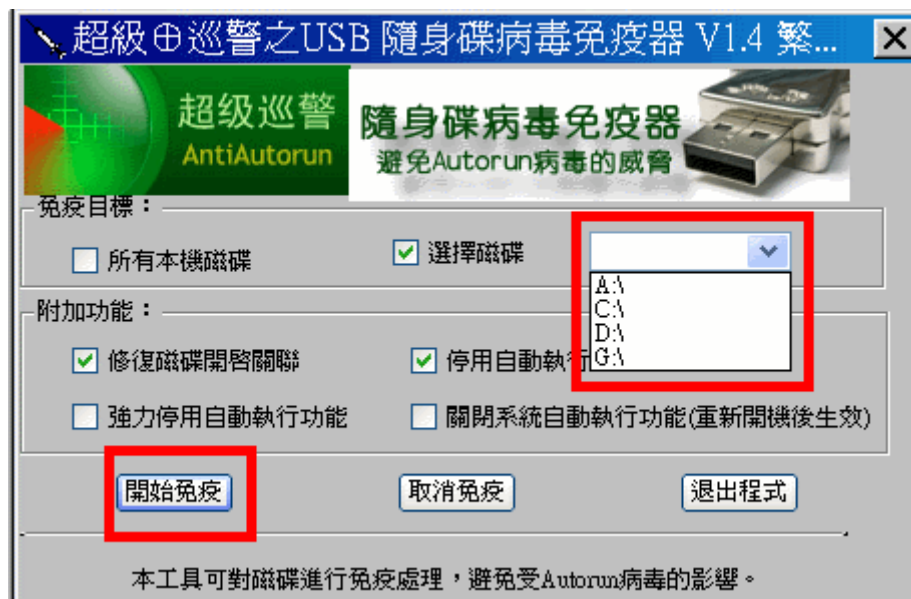 超級⊕巡警之USB 隨身碟病毒免疫器 V1.4 繁...
超级巡警
AntiAutorun
隨身碟病毒免疫器
避免Autorun病毒的威脅
免疫目標：
所有本機磁碟
選擇磁碟
A:\
C:\
D:\
G:\
附加功能：
修復磁碟開啓關聯
停用自動執行
強力停用自動執行功能
關閉系統自動執行功能(重新開機後生效)
開始免疫
取消免疫
退出程式
本工具可對磁碟進行免疫處理，避免受Autorun病毒的影響。